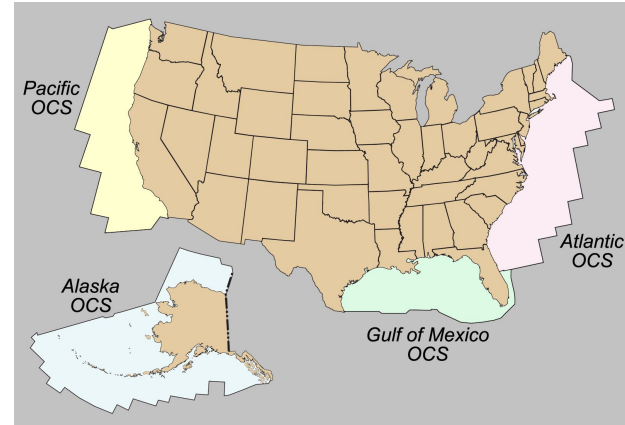 Pacific
OCS
Atlantic
OCS
Alaska
OCS
Gulf of Mexico
OCS